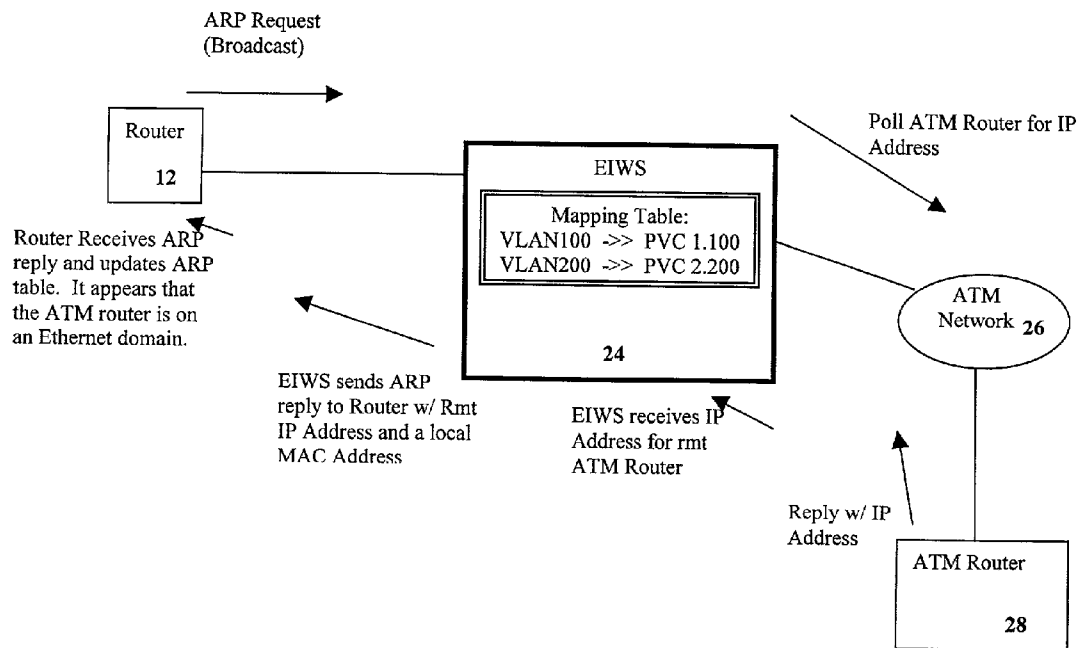 ARP Request
(Broadcast)
Router
12
Poll ATM Router for IP
Address
EIWS
Mapping Table:
VLAN100 ->> PVC 1.100
VLAN200 ->> PVC 2.200
24
Router Receives ARP
reply and updates ARP
table. It appears that
the ATM router is on
an Ethernet domain.
ATM
Network 26
EIWS sends ARP
reply to Router w/ Rmt
IP Address and a local
MAC Address
EIWS receives IP
Address for rmt
ATM Router
Reply w/ IP
Address
ATM Router
28